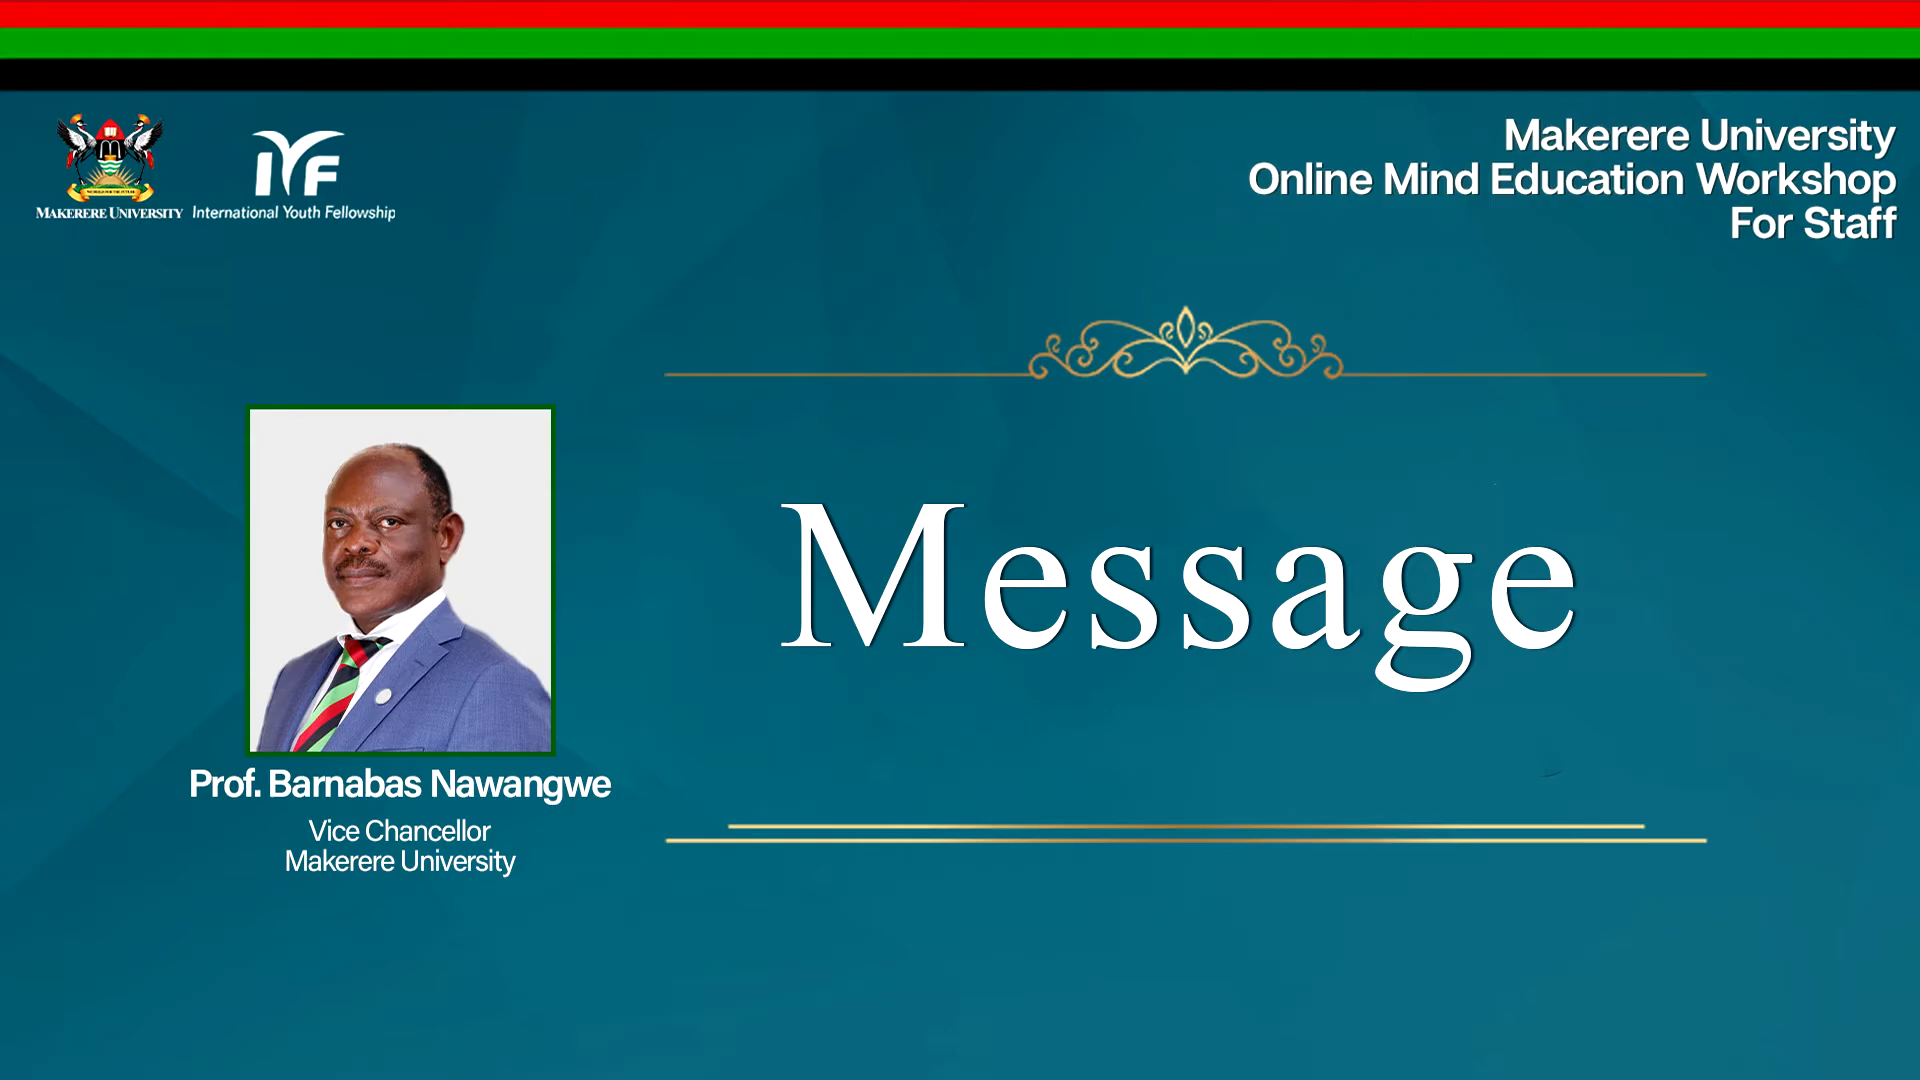 MAKERERE UNIVERSITY
IYF
International Youth Fellowship
Makerere University
Online Mind Education Workshop
For Staff
Message
Prof. Barnabas Nawangwe
Vice Chancellor
Makerere University